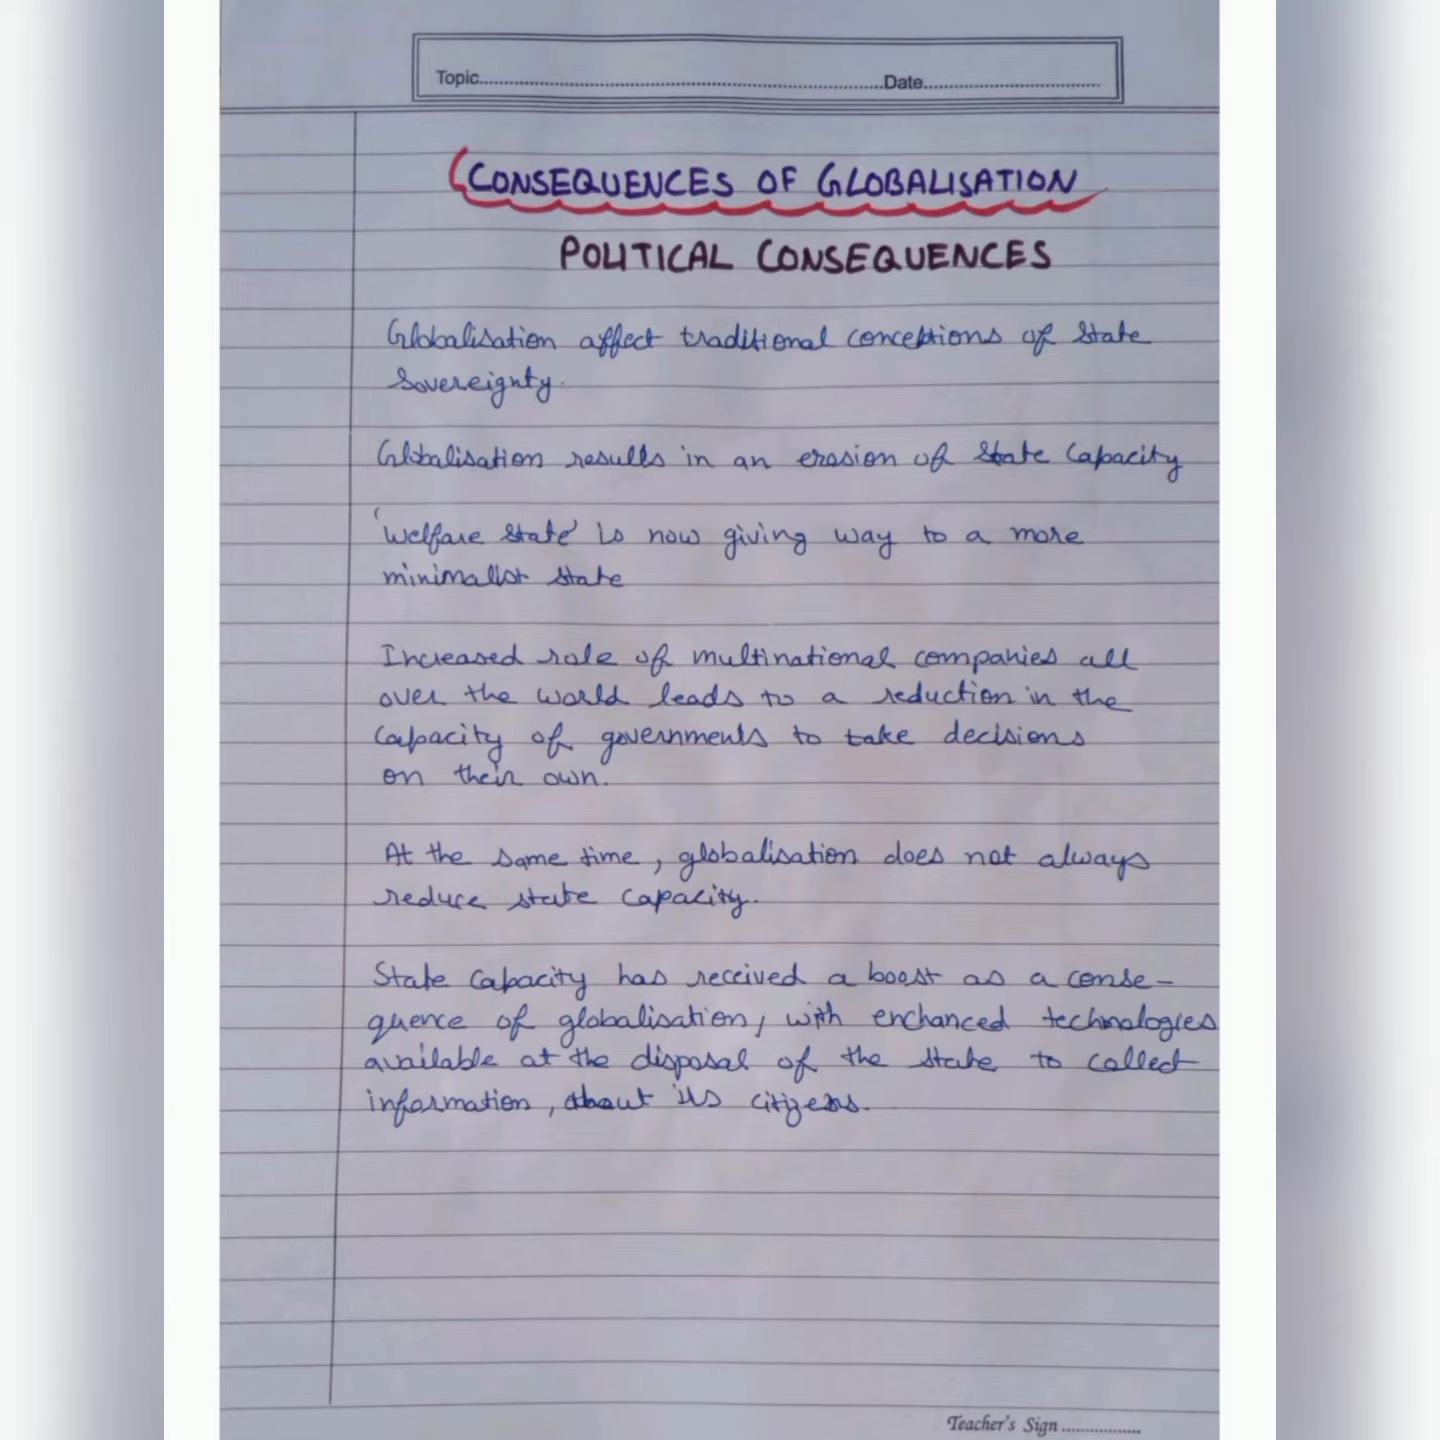 Topic....................Date....................
CONSEQUENCES OF GLOBALISATION
POLITICAL CONSEQUENCES
Globalisation affect traditional conceptions of State
Sovereignty.
Globalisation results in an erosion of State Capacity
'Welfare State' is now giving way to a more
minimalist State
Increased role of multinational companies all
over the world leads to a reduction in the
Capacity of governments to take decisions
on their own.
At the same time, globalisation does not always
reduce state capacity.
State Capacity has received a boost as a conse-
quence of globalisation, with enchanced technologies
available at the disposal of the state to collect
information, about its citizens.
Teacher's Sign ................